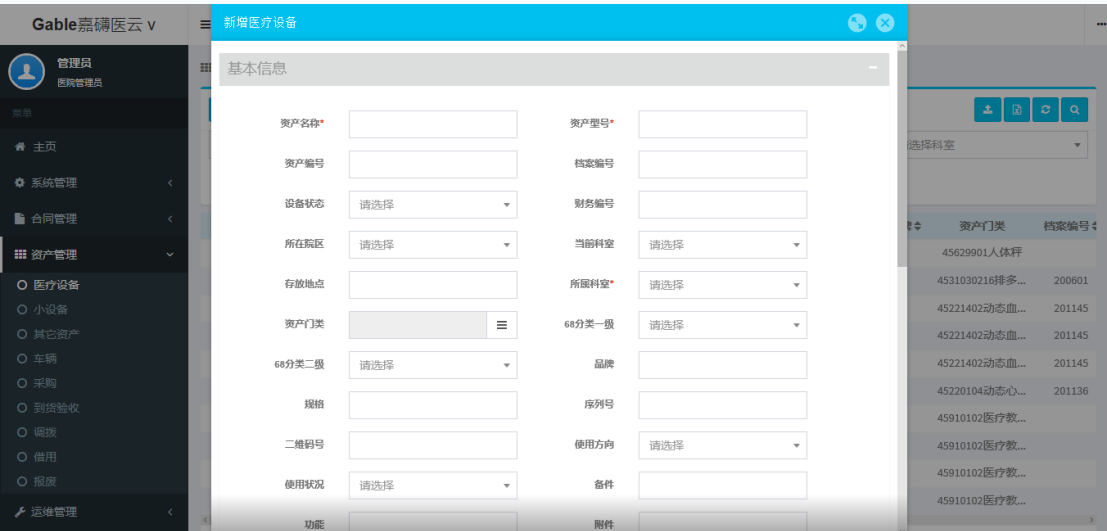 Gable嘉礴医云 v
管理员
医院管理员
菜单
主页
系统管理
合同管理
资产管理
医疗设备
小设备
其它资产
车辆
采购
到货验收
调拨
借用
报废
运维管理
新增医疗设备
基本信息
资产名称* 资产型号*
资产编号 档案编号
设备状态 请选择 财务编号
所在院区 请选择 当前科室 请选择
存放地点 所属科室* 请选择
资产门类 68分类一级 请选择
68分类二级 请选择 品牌
规格 序列号
二维码号 使用方向 请选择
使用状况 请选择 备件
功能 附件
选择科室
资产门类 档案编号
45629901人体秤
4531030216排多... 200601
45221402动态血... 201145
45221402动态血... 201145
45221402动态血... 201145
45220104动态心... 201136
45910102医疗教...
45910102医疗教...
45910102医疗教...
45910102医疗教...